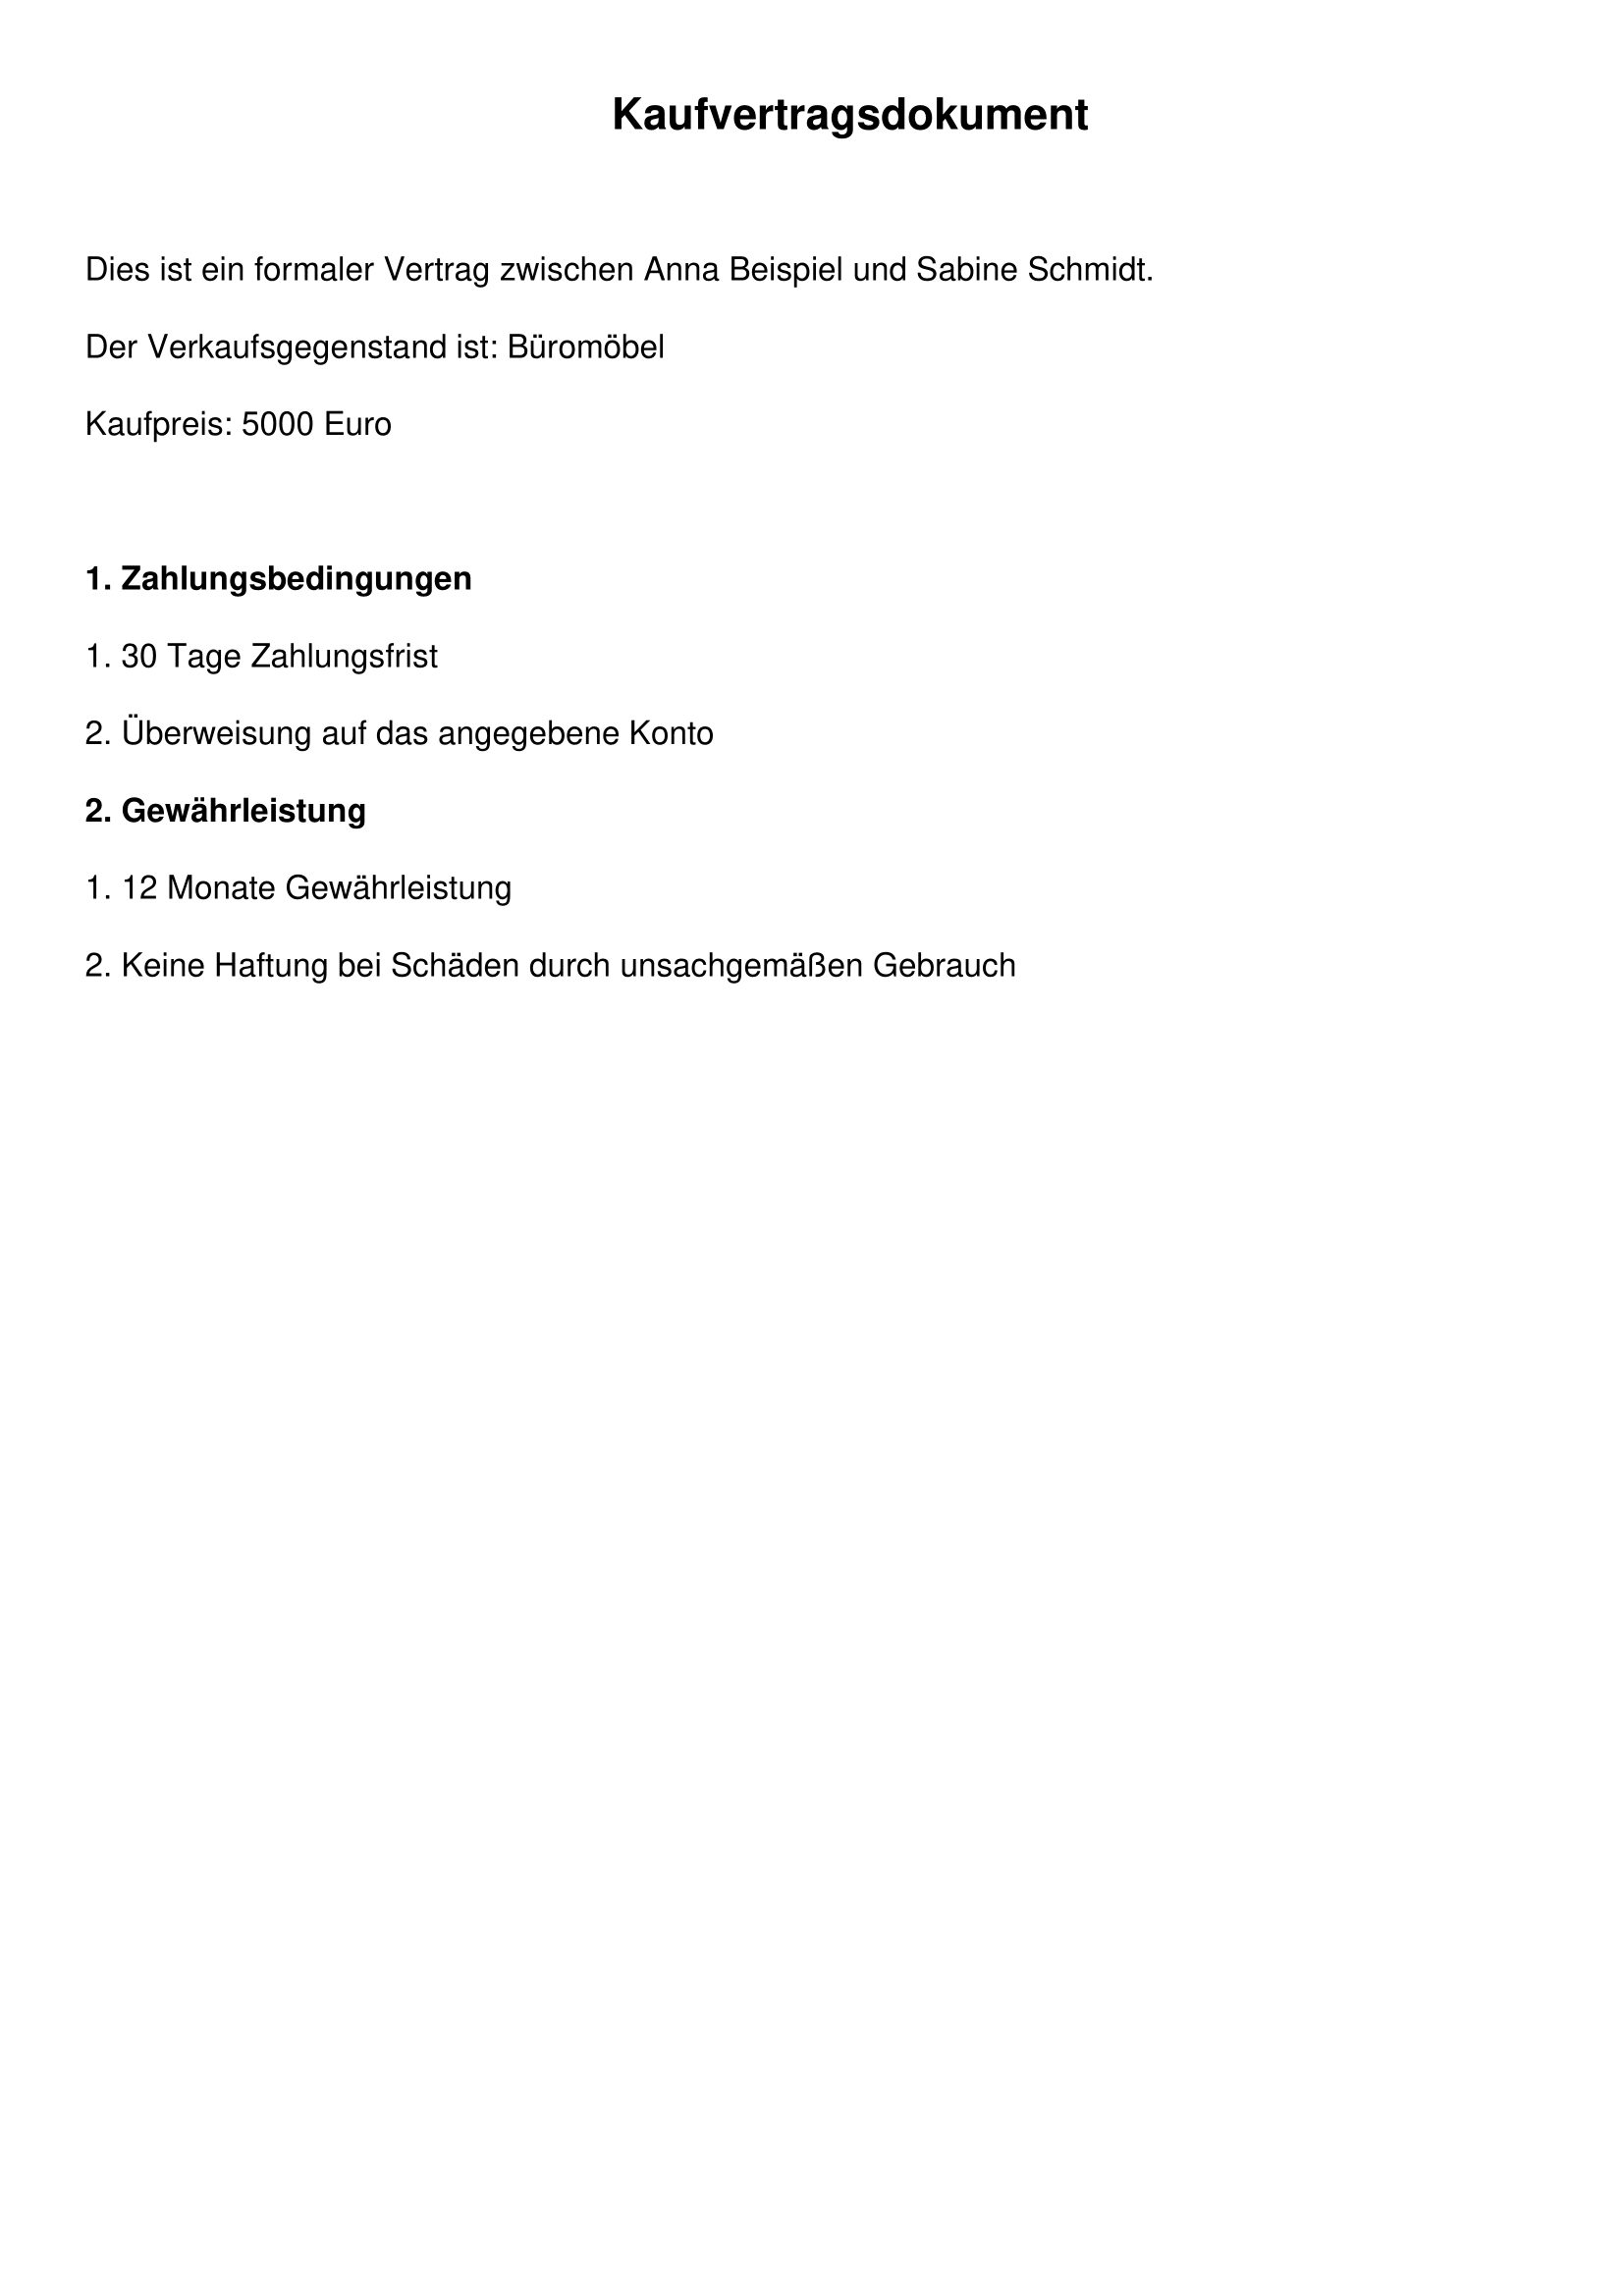 Kaufvertragsdokument
Dies ist ein formaler Vertrag zwischen Anna Beispiel und Sabine Schmidt.
Der Verkaufsgegenstand ist: Büromöbel
Kaufpreis: 5000 Euro
1. Zahlungsbedingungen
1. 30 Tage Zahlungsfrist
2. Überweisung auf das angegebene Konto
2. Gewährleistung
1. 12 Monate Gewährleistung
2. Keine Haftung bei Schäden durch unsachgemäßen Gebrauch